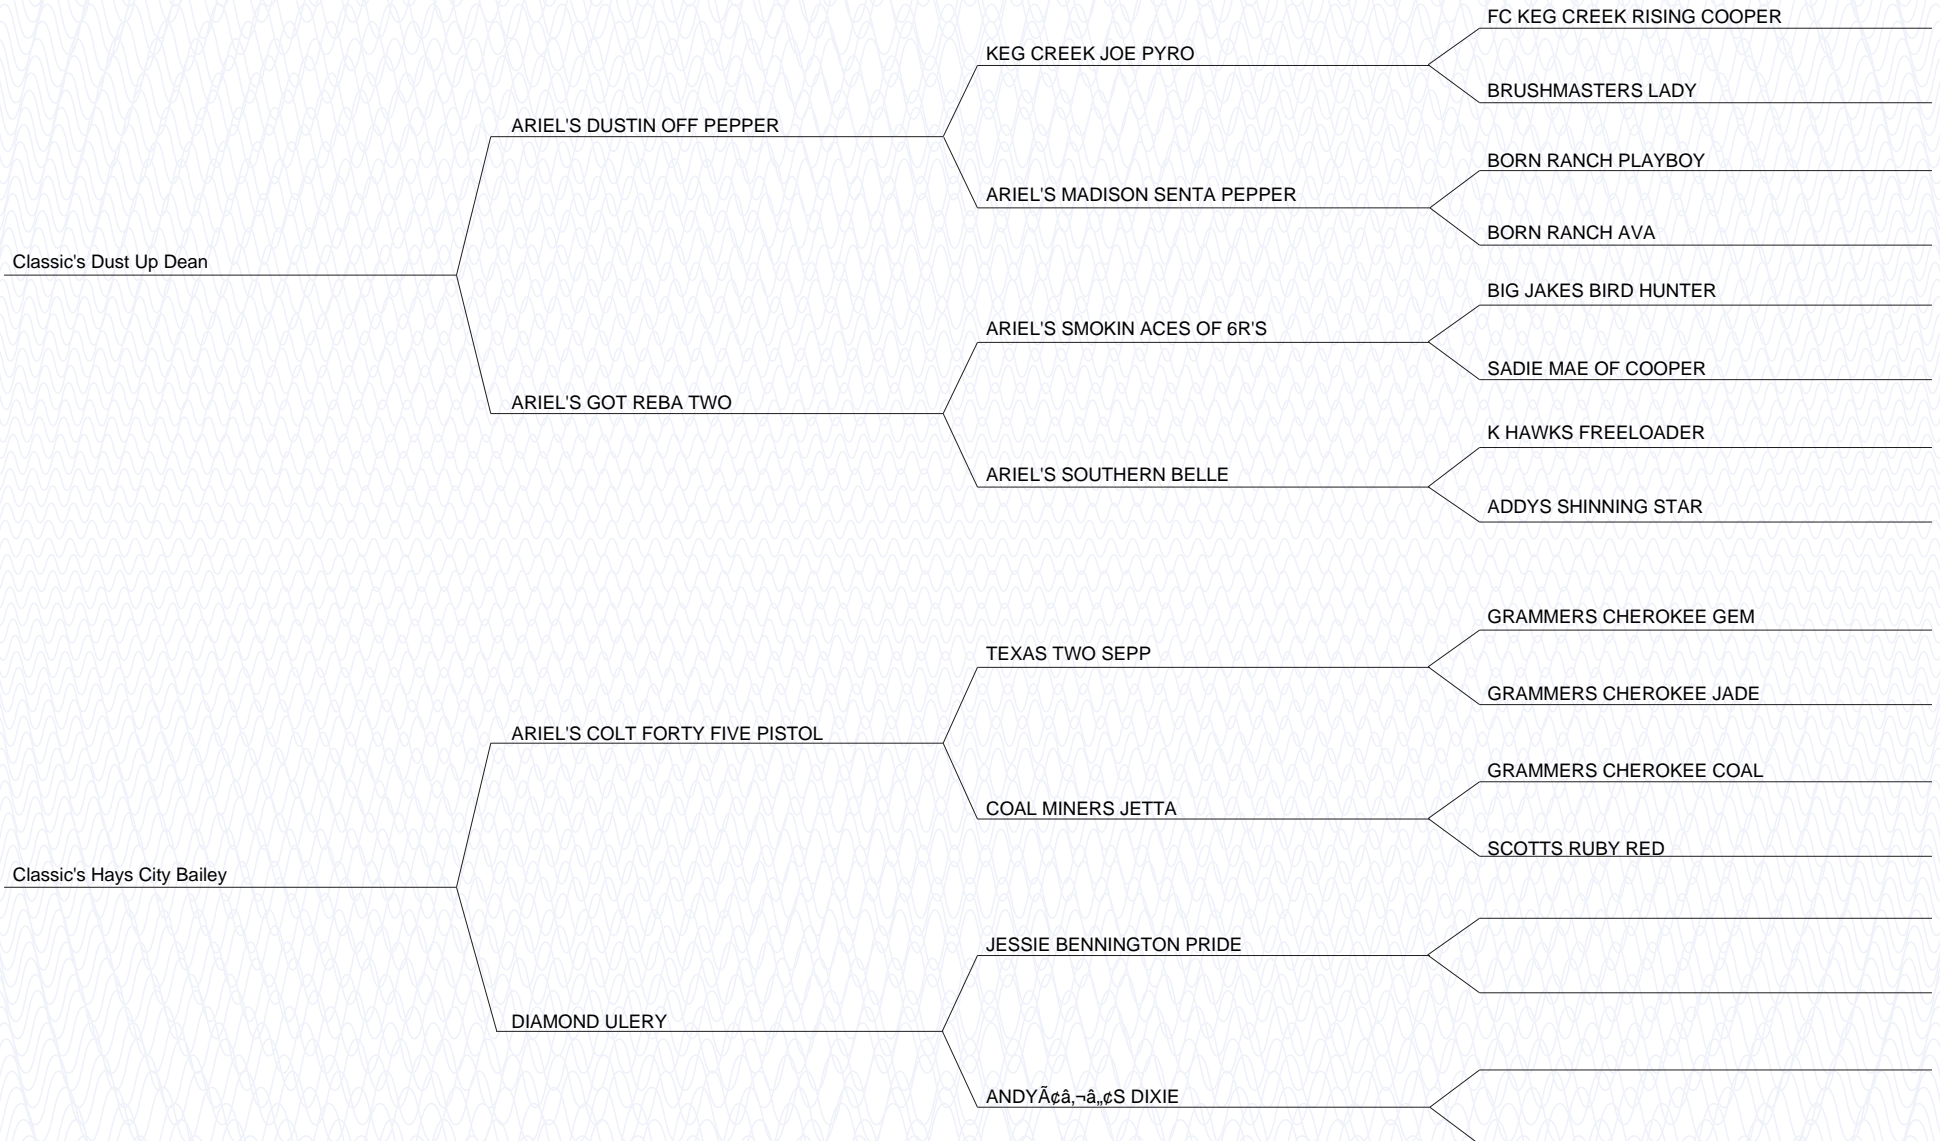 FC KEG CREEK RISING COOPER
KEG CREEK JOE PYRO
BRUSHMASTERS LADY
ARIEL'S DUSTIN OFF PEPPER
BORN RANCH PLAYBOY
ARIEL'S MADISON SENTA PEPPER
BORN RANCH AVA
Classic's Dust Up Dean
BIG JAKES BIRD HUNTER
ARIEL'S SMOKIN ACES OF 6R'S
SADIE MAE OF COOPER
ARIEL'S GOT REBA TWO
K HAWKS FREELOADER
ARIEL'S SOUTHERN BELLE
ADDYS SHINNING STAR
GRAMMERS CHEROKEE GEM
TEXAS TWO SEPP
GRAMMERS CHEROKEE JADE
ARIEL'S COLT FORTY FIVE PISTOL
GRAMMERS CHEROKEE COAL
COAL MINERS JETTA
SCOTTS RUBY RED
Classic's Hays City Bailey
JESSIE BENNINGTON PRIDE
DIAMOND ULERY
ANDYÃ¢â‚¬â„¢S DIXIE